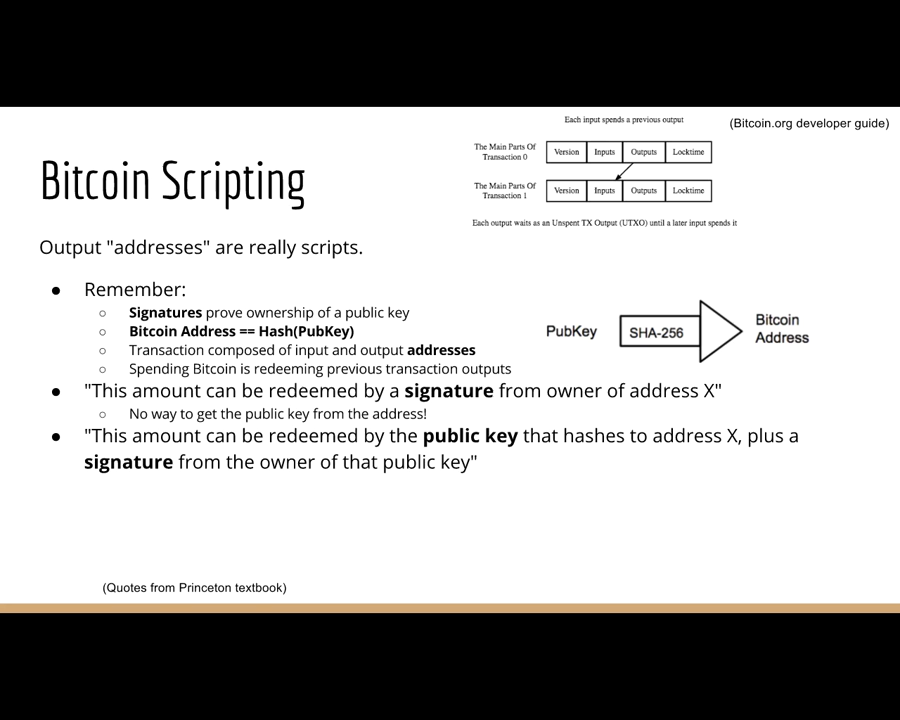 Each input spends a previous output
(Bitcoin.org developer guide)
The Main Parts Of
Transaction 0
Version Inputs Outputs Locktime
The Main Parts Of
Transaction 1
Version Inputs Outputs Locktime
Each output waits as an Unspent TX Output (UTXO) until a later input spends it
Bitcoin Scripting
Output "addresses" are really scripts.
● Remember:
○ Signatures prove ownership of a public key
○ Bitcoin Address == Hash(PubKey)
○ Transaction composed of input and output addresses
○ Spending Bitcoin is redeeming previous transaction outputs
PubKey
SHA-256
Bitcoin
Address
● "This amount can be redeemed by a signature from owner of address X"
○ No way to get the public key from the address!
● "This amount can be redeemed by the public key that hashes to address X, plus a
signature from the owner of that public key"
(Quotes from Princeton textbook)